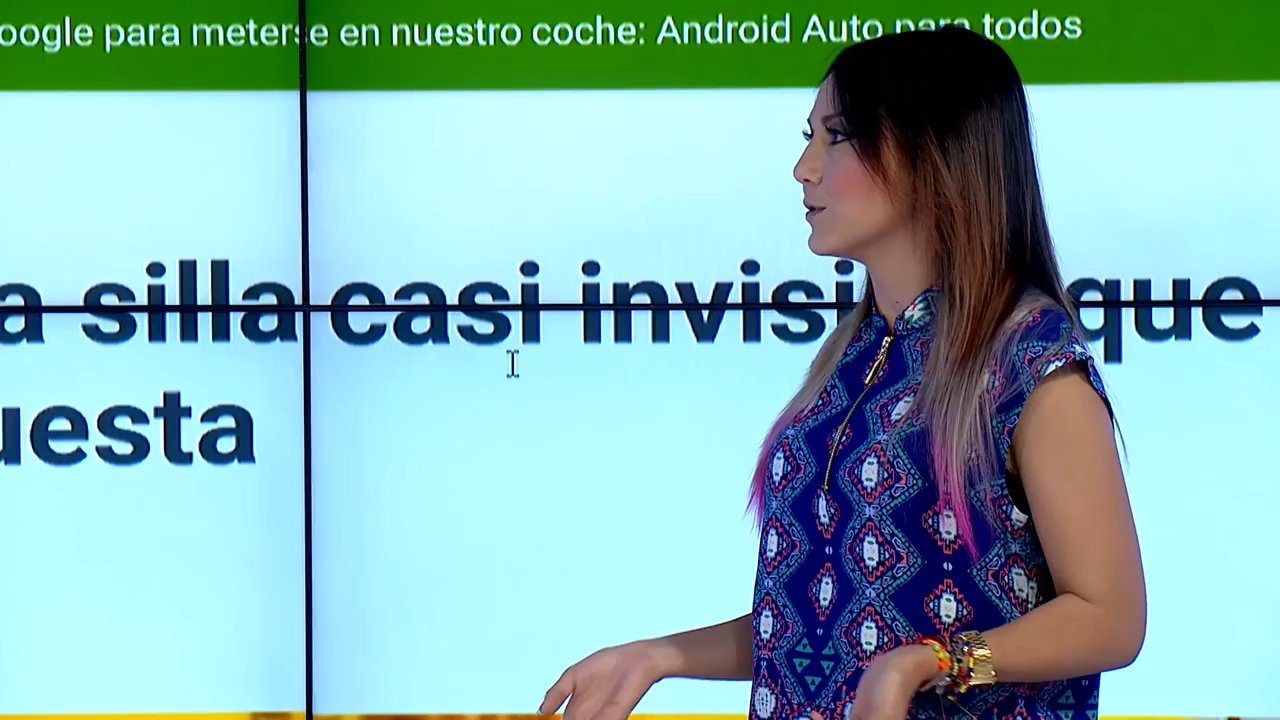 oogle para meterse en nuestro coche: Android Auto para todos
a silla casi invisi que
uesta